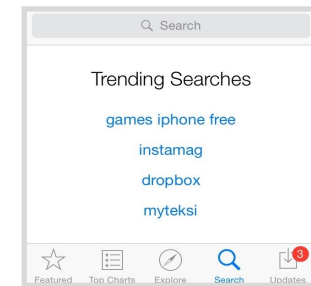 Search
Trending Searches
games iphone free
instamag
dropbox
myteksi
3
Featured Top Charts Explore Search Updates